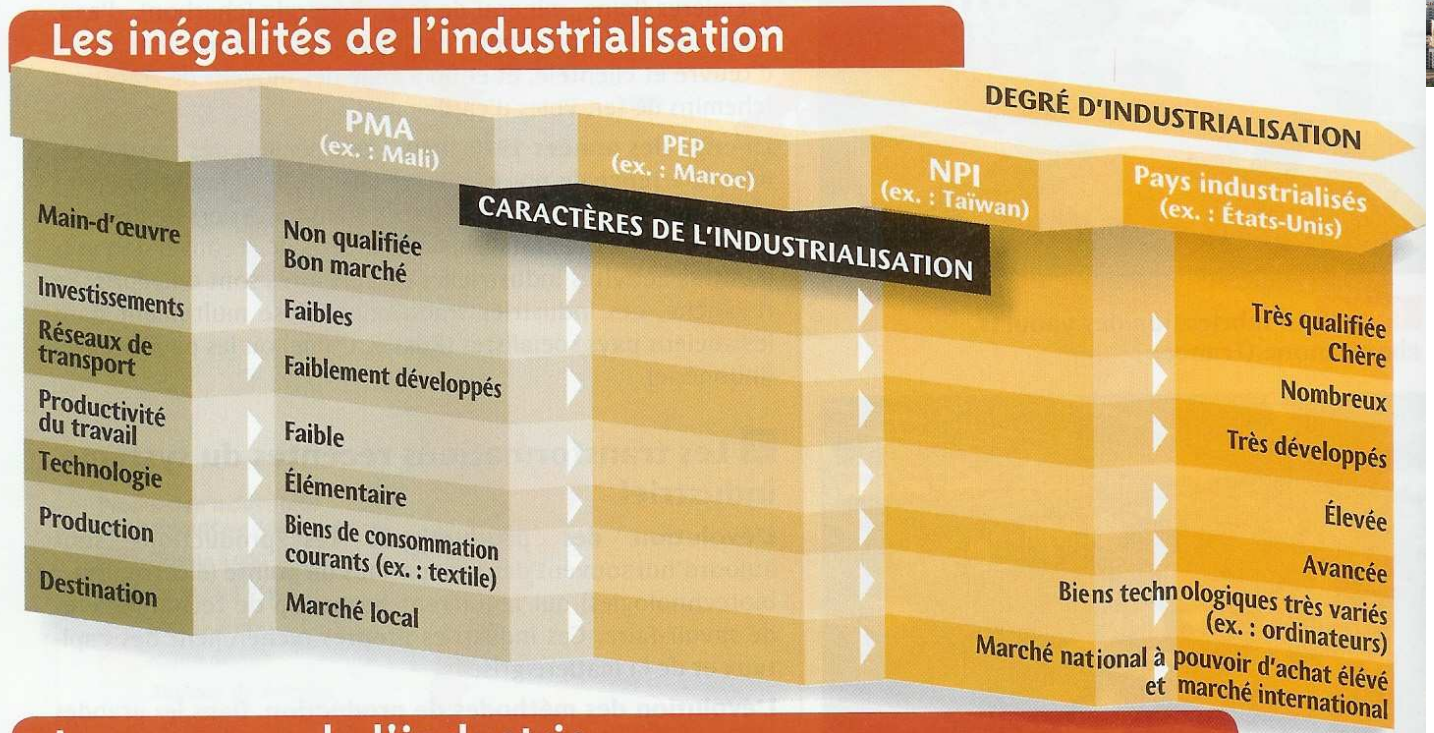 Les inégalités de l'industrialisation
DEGRÉ D'INDUSTRIALISATION
PMA
(ex. : Mali)
PEP
(ex. : Maroc)
NPI
(ex. : Taïwan)
Pays industrialisés
(ex. : États-Unis)
CARACTÈRES DE L'INDUSTRIALISATION
Main-d'œuvre
Non qualifiée
Bon marché
Très qualifiée
Chère
Investissements
Faibles
Nombreux
Réseaux de
transport
Faiblement développés
Très développés
Productivité
du travail
Faible
Élevée
Technologie
Élémentaire
Avancée
Production
Biens de consommation
courants (ex. : textile)
Biens technologiques très variés
(ex. : ordinateurs)
Destination
Marché local
Marché national à pouvoir d'achat élévé
et marché international